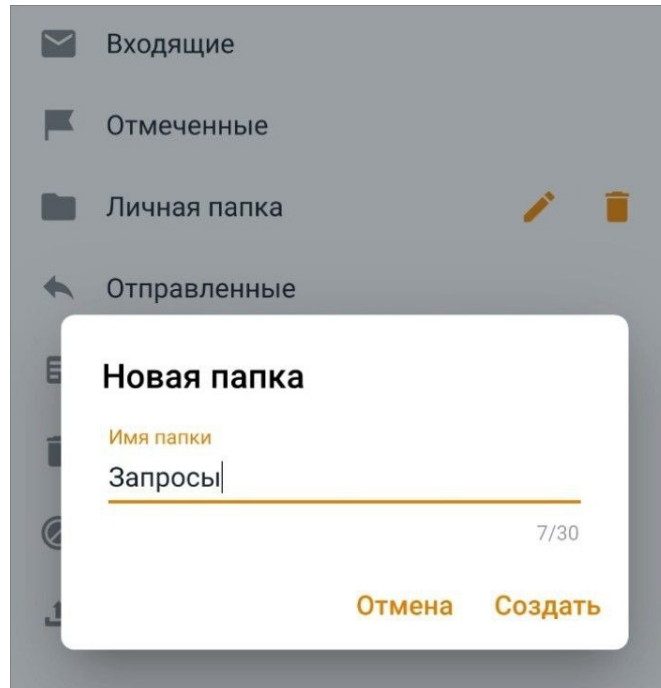 Входящие
Отмеченные
Личная папка
Отправленные
Новая папка
Имя папки
Запросы
7/30
Отмена Создать